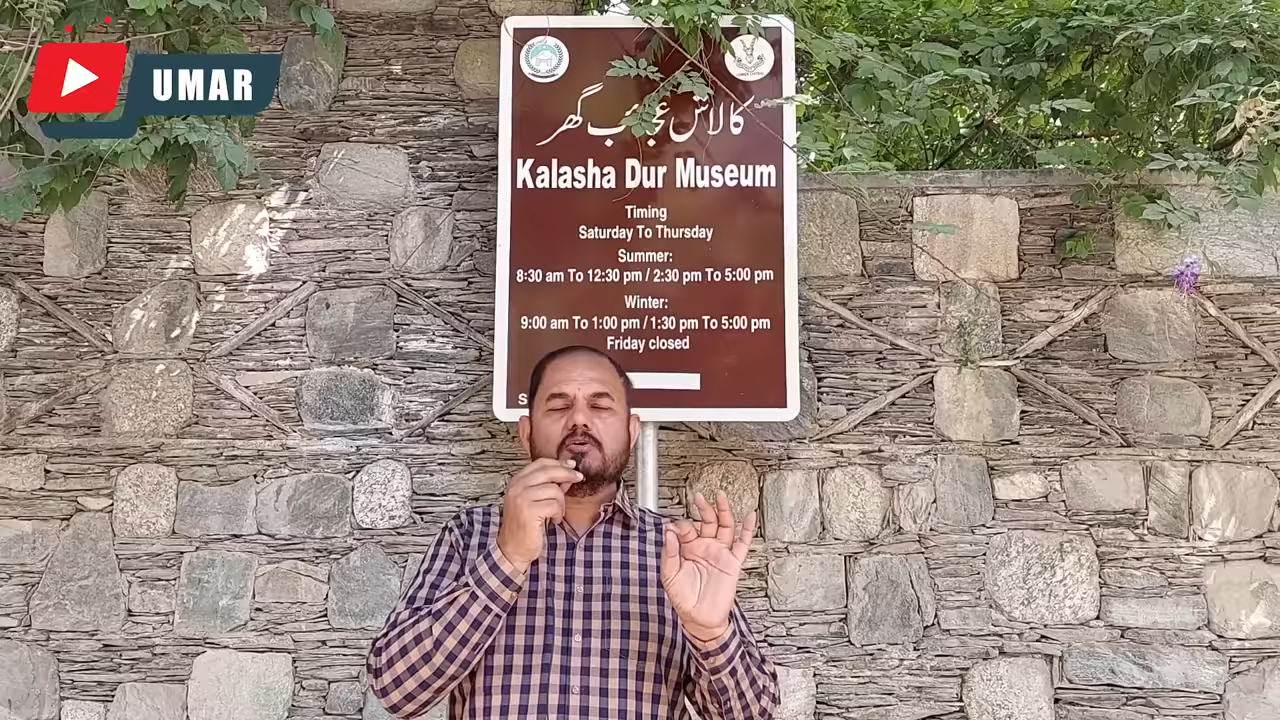 UMAR
کالاش عجائب گھر
Kalasha Dur Museum
Timing
Saturday To Thursday
Summer:
8:30 am To 12:30 pm / 2:30 pm To 5:00 pm
Winter:
9:00 am To 1:00 pm / 1:30 pm To 5:00 pm
Friday closed
S